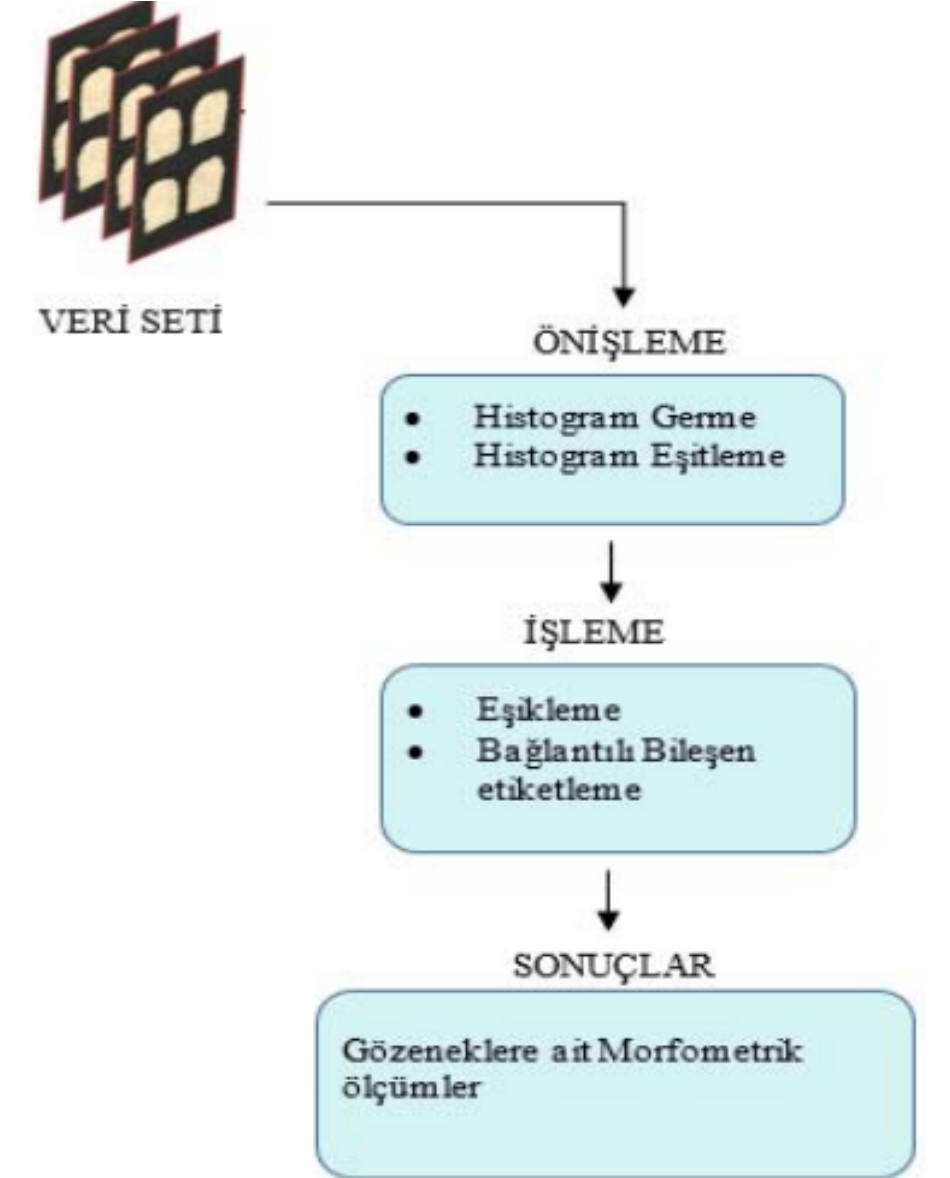 VERİ SETİ
ÖNİŞLEME
• Histogram Germe
• Histogram Eşitleme
İŞLEME
• Eşikleme
• Bağlantılı Bileşen
etiketleme
SONUÇLAR
Gözeneklere ait Morfometrik
ölçümler